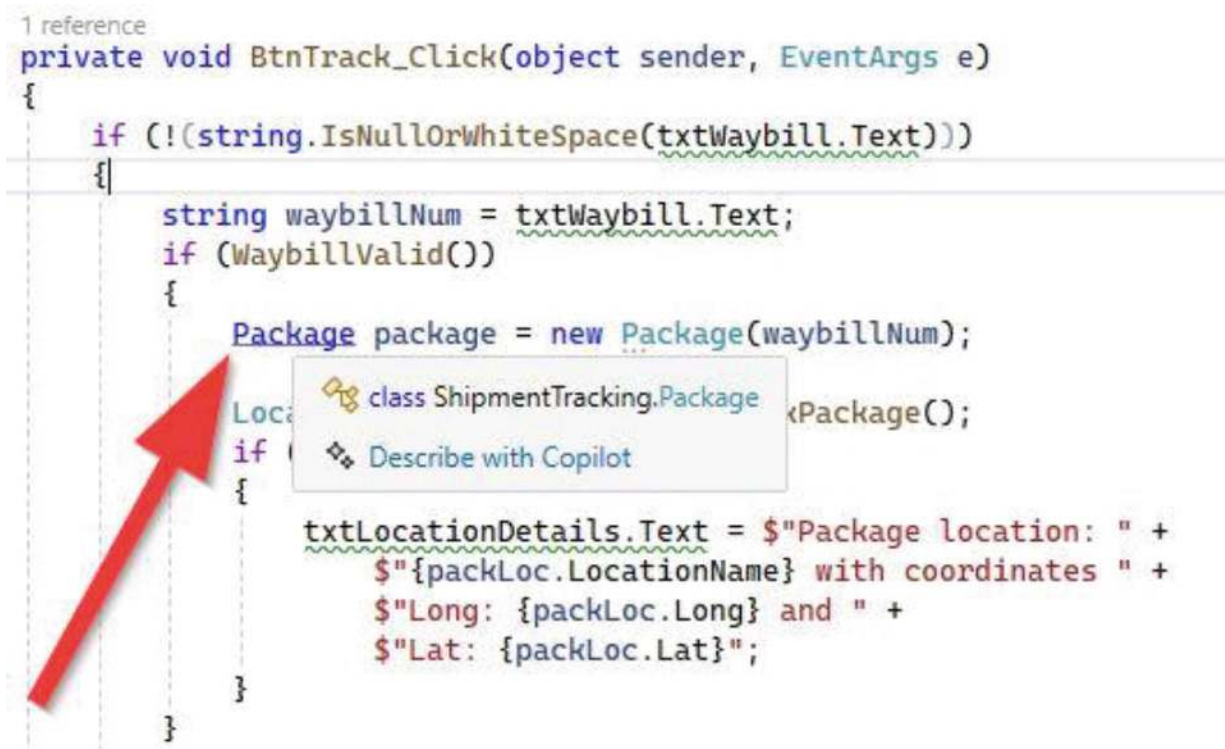 1 reference
private void BtnTrack_Click(object sender, EventArgs e)
{
if (!(string.IsNullOrWhiteSpace(txtWaybill.Text)))
{
string waybillNum = txtWaybill.Text;
if (WaybillValid())
{
Package package = new Package(waybillNum);
class ShipmentTracking.Package
Loca kPackage();
if (
Describe with Copilot
{
txtLocationDetails.Text = $"Package location: " +
$"{packLoc.LocationName} with coordinates " +
$"Long: {packLoc.Long} and " +
$"Lat: {packLoc.Lat}";
}
}